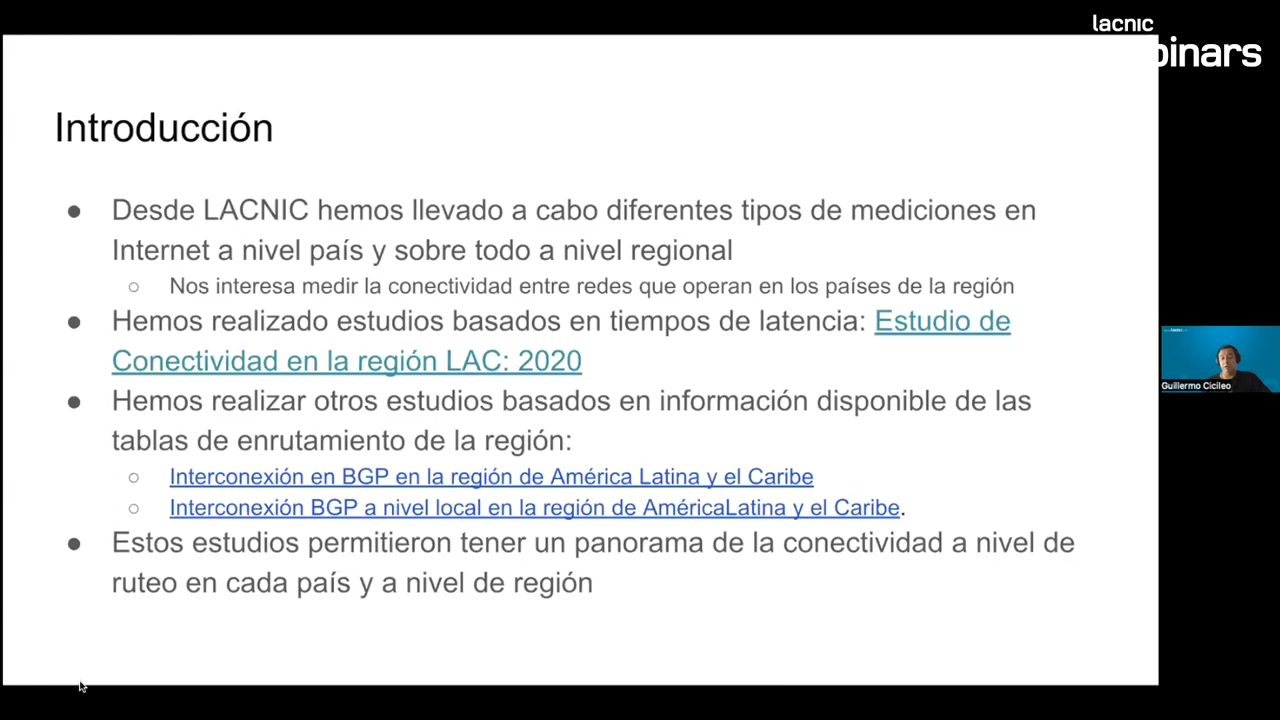 lacnic
binars
Introducción
● Desde LACNIC hemos llevado a cabo diferentes tipos de mediciones en
Internet a nivel país y sobre todo a nivel regional
○ Nos interesa medir la conectividad entre redes que operan en los países de la región
● Hemos realizado estudios basados en tiempos de latencia: Estudio de
Conectividad en la región LAC: 2020
● Hemos realizar otros estudios basados en información disponible de las
tablas de enrutamiento de la región:
○ Interconexión en BGP en la región de América Latina y el Caribe
○ Interconexión BGP a nivel local en la región de AméricaLatina y el Caribe.
● Estos estudios permitieron tener un panorama de la conectividad a nivel de
ruteo en cada país y a nivel de región
Guillermo Cicileo